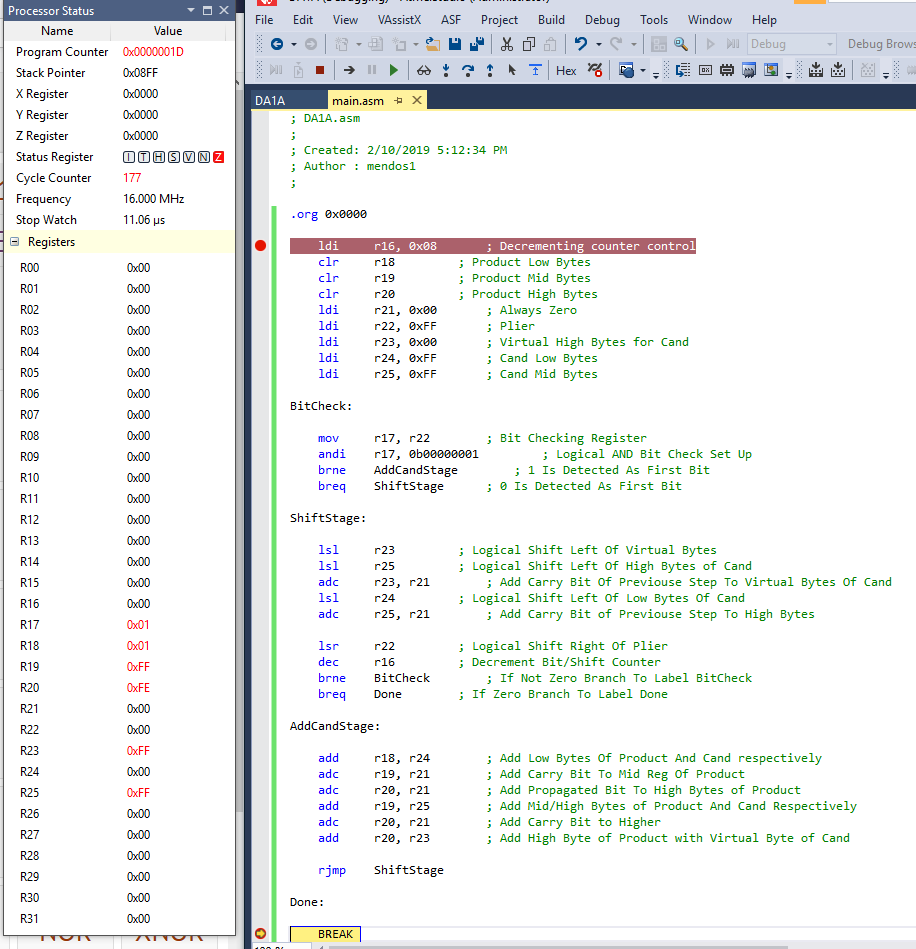 Processor Status
Name Value
Program Counter 0x0000001D
Stack Pointer 0x08FF
X Register 0x0000
Y Register 0x0000
Z Register 0x0000
Status Register I T H S V N Z
Cycle Counter 177
Frequency 16.000 MHz
Stop Watch 11.06 µs
Registers
R00 0x00
R01 0x00
R02 0x00
R03 0x00
R04 0x00
R05 0x00
R06 0x00
R07 0x00
R08 0x00
R09 0x00
R10 0x00
R11 0x00
R12 0x00
R13 0x00
R14 0x00
R15 0x00
R16 0x00
R17 0x01
R18 0x01
R19 0xFF
R20 0xFE
R21 0x00
R22 0x00
R23 0xFF
R24 0x00
R25 0xFF
R26 0x00
R27 0x00
R28 0x00
R29 0x00
R30 0x00
R31 0x00
File Edit View VAssistX ASF Project Build Debug Tools Window Help
Debug Debug Brows
Hex
DA1A main.asm
; DA1A.asm
;
; Created: 2/10/2019 5:12:34 PM
; Author : mendos1
;
.org 0x0000
ldi r16, 0x08 ; Decrementing counter control
clr r18 ; Product Low Bytes
clr r19 ; Product Mid Bytes
clr r20 ; Product High Bytes
ldi r21, 0x00 ; Always Zero
ldi r22, 0xFF ; Plier
ldi r23, 0x00 ; Virtual High Bytes for Cand
ldi r24, 0xFF ; Cand Low Bytes
ldi r25, 0xFF ; Cand Mid Bytes
BitCheck:
mov r17, r22 ; Bit Checking Register
andi r17, 0b00000001 ; Logical AND Bit Check Set Up
brne AddCandStage ; 1 Is Detected As First Bit
breq ShiftStage ; 0 Is Detected As First Bit
ShiftStage:
lsl r23 ; Logical Shift Left Of Virtual Bytes
lsl r25 ; Logical Shift Left Of High Bytes of Cand
adc r23, r21 ; Add Carry Bit Of Previouse Step To Virtual Bytes Of Cand
lsl r24 ; Logical Shift Left Of Low Bytes Of Cand
adc r25, r21 ; Add Carry Bit of Previouse Step To High Bytes
lsr r22 ; Logical Shift Right Of Plier
dec r16 ; Decrement Bit/Shift Counter
brne BitCheck ; If Not Zero Branch To Label BitCheck
breq Done ; If Zero Branch To Label Done
AddCandStage:
add r18, r24 ; Add Low Bytes Of Product And Cand respectively
adc r19, r21 ; Add Carry Bit To Mid Reg Of Product
adc r20, r21 ; Add Propagated Bit To High Bytes of Product
add r19, r25 ; Add Mid/High Bytes of Product And Cand Respectively
adc r20, r21 ; Add Carry Bit to Higher
add r20, r23 ; Add High Byte of Product with Virtual Byte of Cand
rjmp ShiftStage
Done:
BREAK